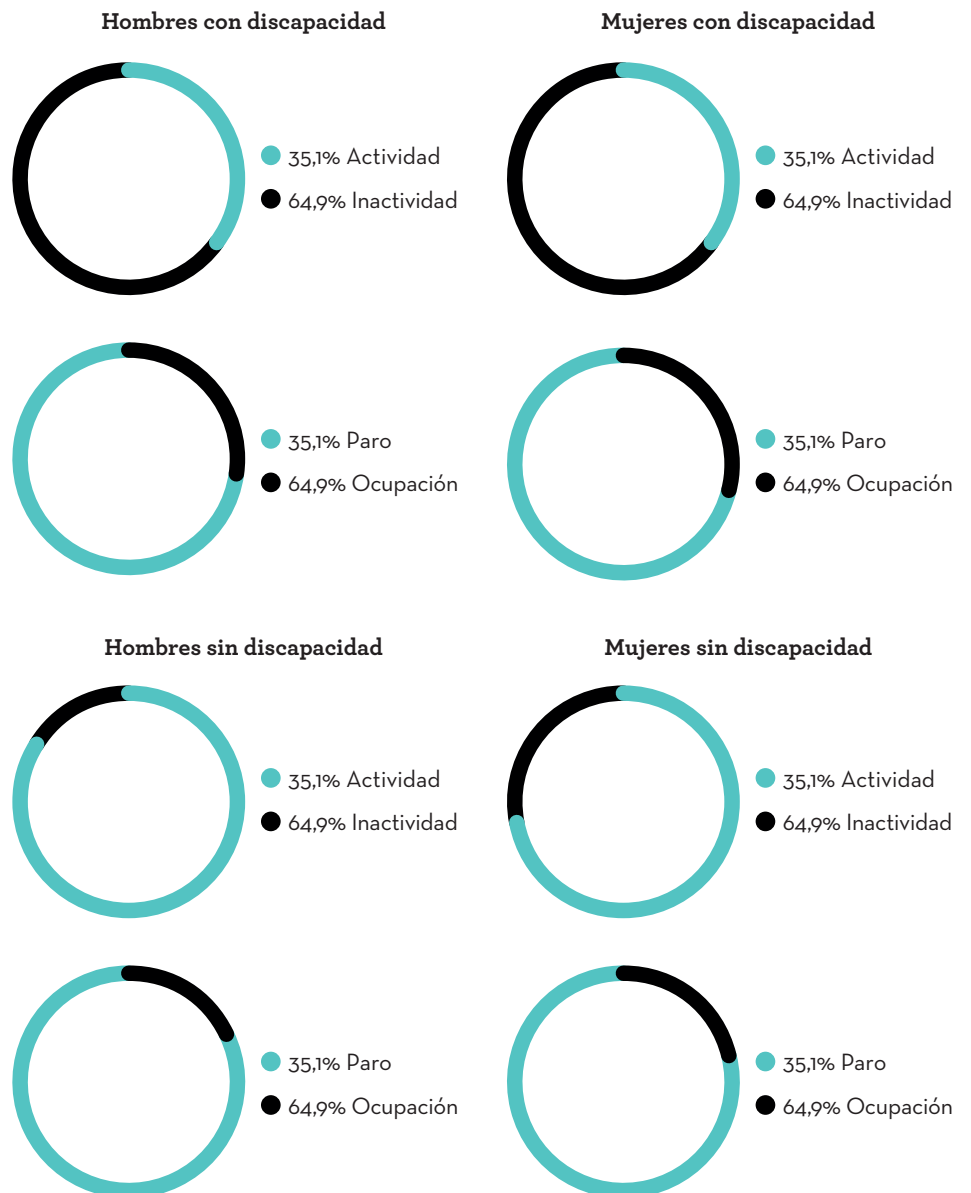 Hombres con discapacidad
35,1% Actividad
64,9% Inactividad
35,1% Paro
64,9% Ocupación
Mujeres con discapacidad
35,1% Actividad
64,9% Inactividad
35,1% Paro
64,9% Ocupación
Hombres sin discapacidad
35,1% Actividad
64,9% Inactividad
35,1% Paro
64,9% Ocupación
Mujeres sin discapacidad
35,1% Actividad
64,9% Inactividad
35,1% Paro
64,9% Ocupación